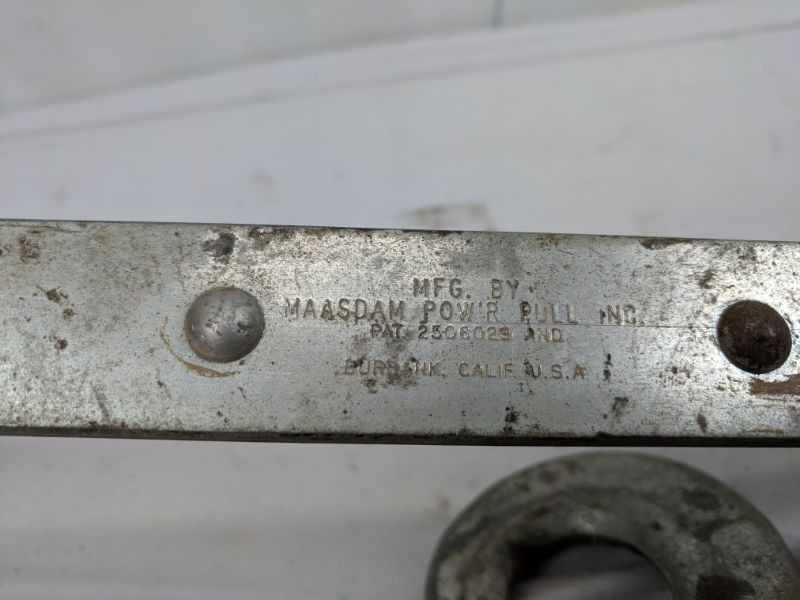 MFG. BY
MAASDAM POW'R PULL INC.
PAT. 2506029 AND
BURBANK, CALIF. U.S.A.